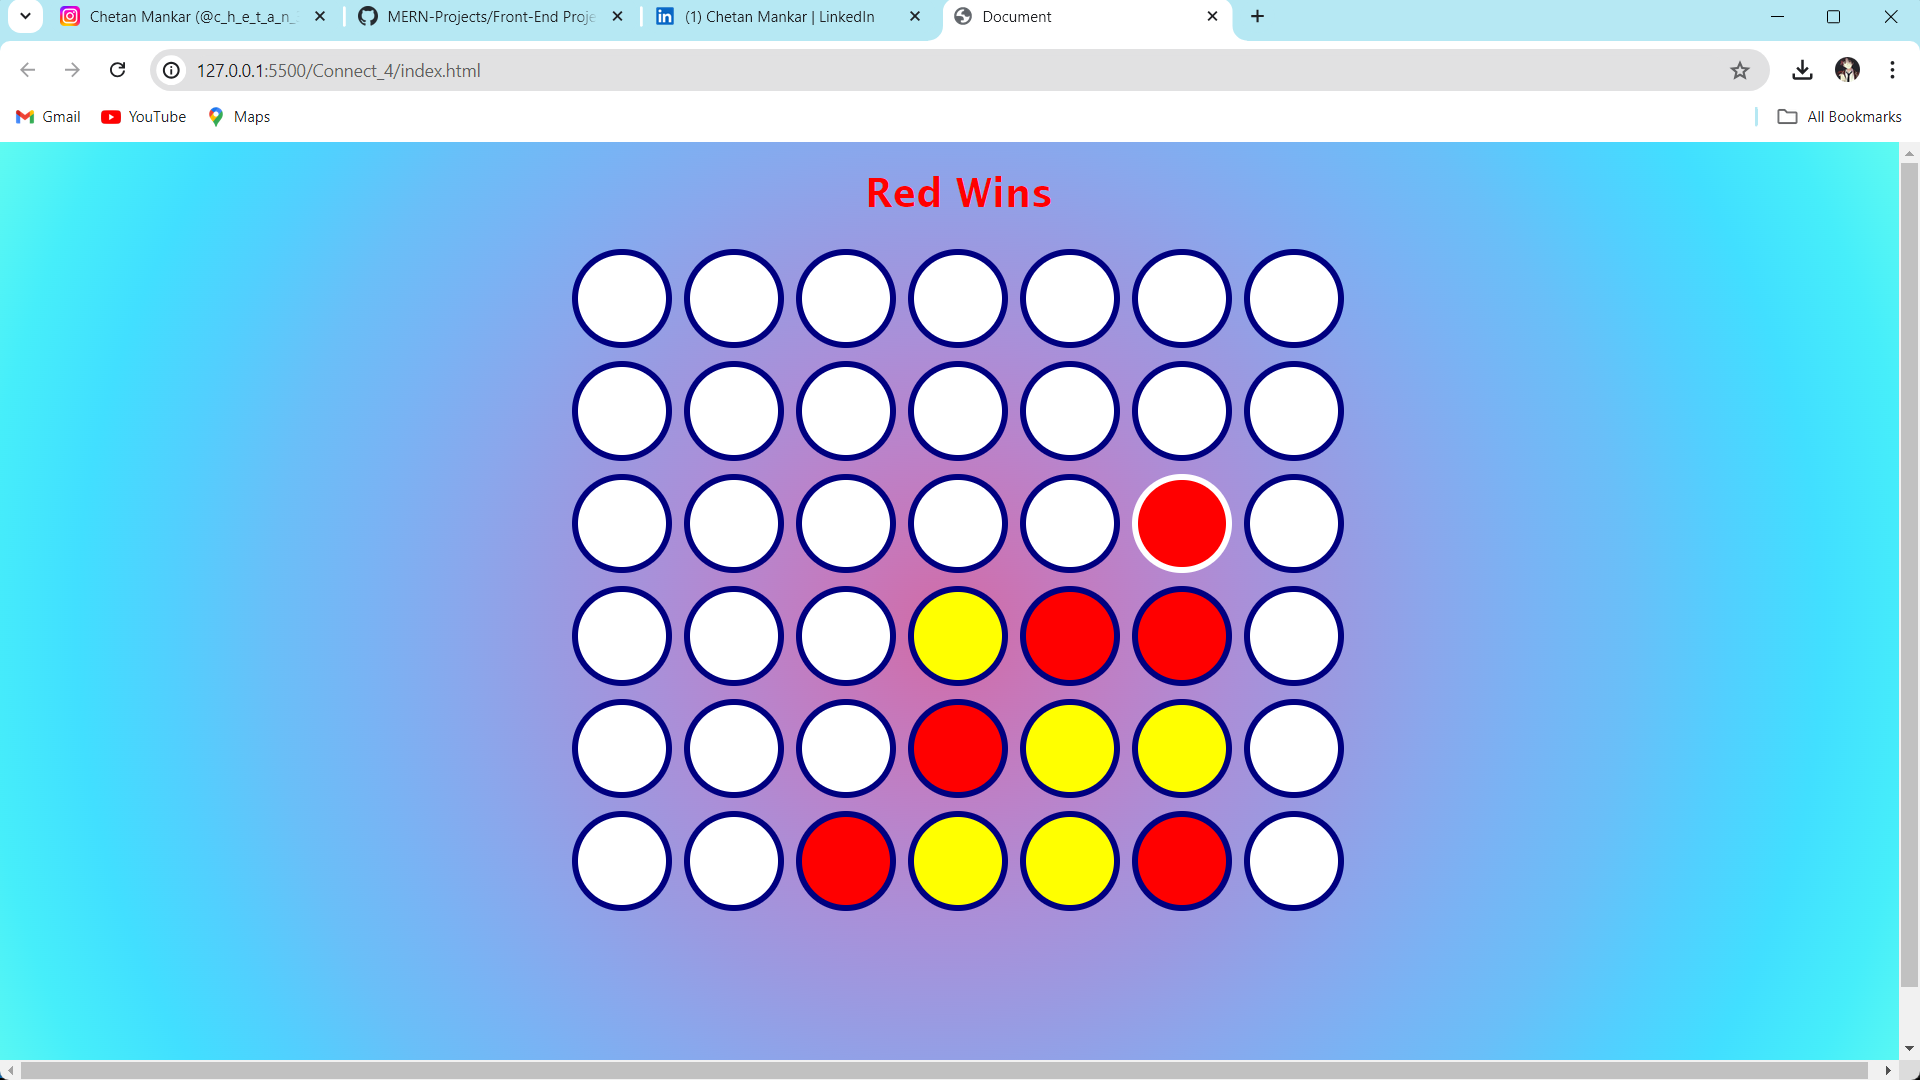 Chetan Mankar (@c_h_e_t_a_n_
MERN-Projects/Front-End Proje
(1) Chetan Mankar | LinkedIn
Document
127.0.0.1:5500/Connect_4/index.html
Gmail
YouTube
Maps
All Bookmarks
Red Wins